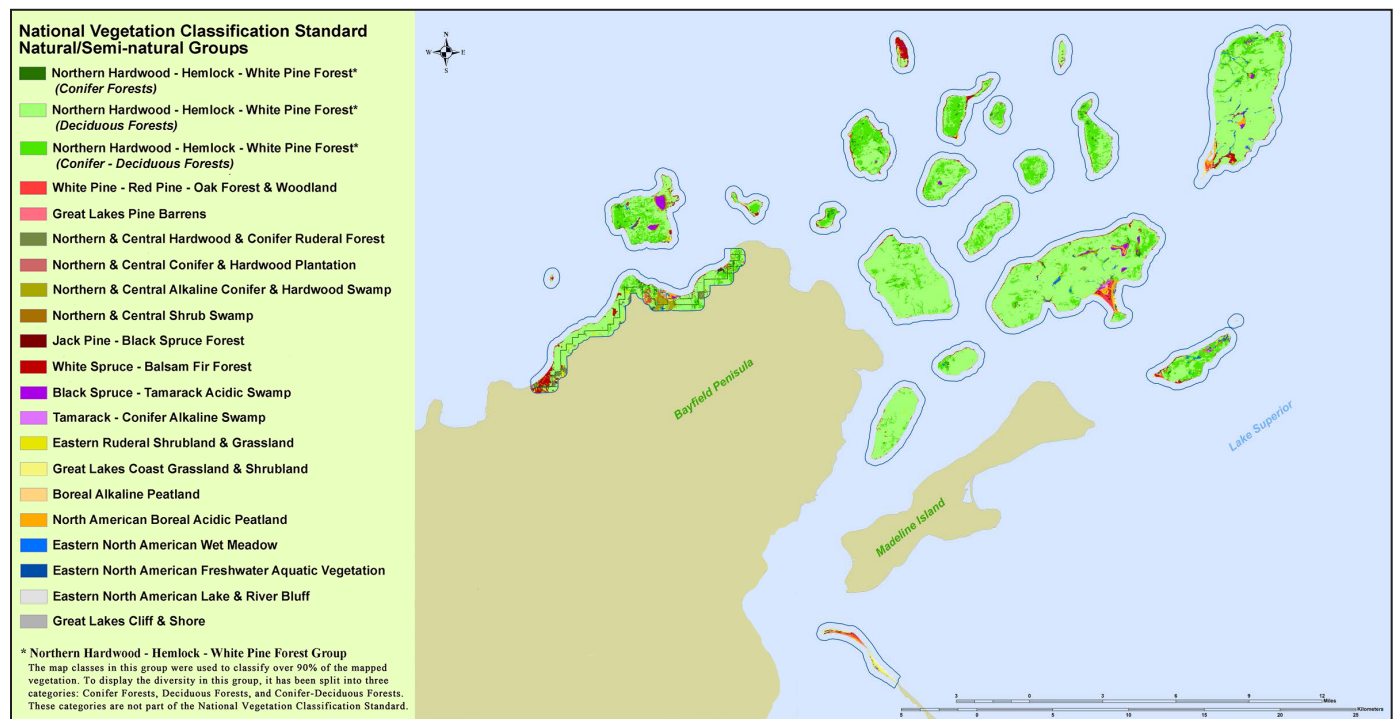 National Vegetation Classification Standard
Natural/Semi-natural Groups
Northern Hardwood - Hemlock - White Pine Forest*
(Conifer Forests)
Northern Hardwood - Hemlock - White Pine Forest*
(Deciduous Forests)
Northern Hardwood - Hemlock - White Pine Forest*
(Conifer - Deciduous Forests)
White Pine - Red Pine - Oak Forest & Woodland
Great Lakes Pine Barrens
Northern & Central Hardwood & Conifer Ruderal Forest
Northern & Central Conifer & Hardwood Plantation
Northern & Central Alkaline Conifer & Hardwood Swamp
Northern & Central Shrub Swamp
Jack Pine - Black Spruce Forest
White Spruce - Balsam Fir Forest
Black Spruce - Tamarack Acidic Swamp
Tamarack - Conifer Alkaline Swamp
Eastern Ruderal Shrubland & Grassland
Great Lakes Coast Grassland & Shrubland
Boreal Alkaline Peatland
North American Boreal Acidic Peatland
Eastern North American Wet Meadow
Eastern North American Freshwater Aquatic Vegetation
Eastern North American Lake & River Bluff
Great Lakes Cliff & Shore
* Northern Hardwood - Hemlock - White Pine Forest Group
The map classes in this group were used to classify over 90% of the mapped
vegetation. To display the diversity in this group, it has been split into three
categories: Conifer Forests, Deciduous Forests, and Conifer-Deciduous Forests.
These categories are not part of the National Vegetation Classification Standard.
N
W E
S
Bayfield Penisula
Madeline Island
Lake Superior
3 0 3 6 9 12
Miles
5 0 5 10 15 20 25
Kilometers